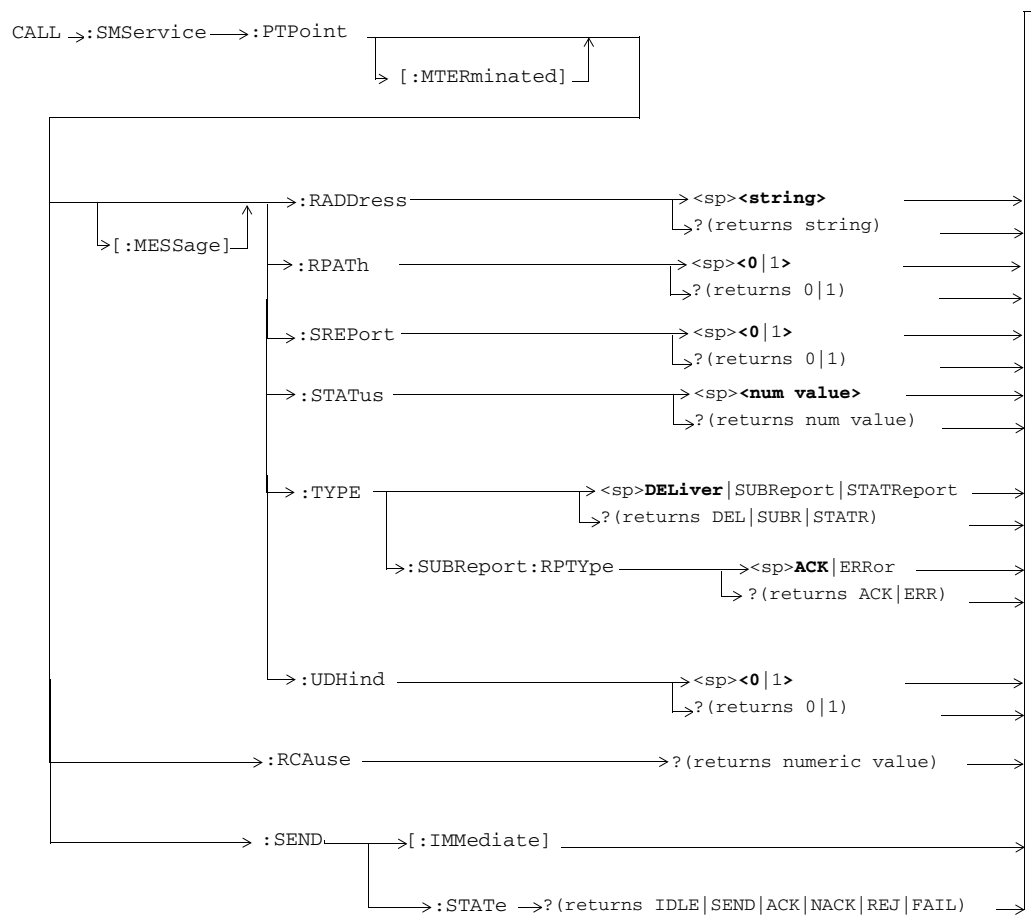 CALL :SMService :PTPoint
[:MTERminated]
:RADDress <sp><string>
?(returns string)
[:MESSage]
:RPATh <sp><0|1>
?(returns 0|1)
:SREPort <sp><0|1>
?(returns 0|1)
:STATus <sp><num value>
?(returns num value)
:TYPE <sp>DELiver|SUBReport|STATReport
?(returns DEL|SUBR|STATR)
:SUBReport:RPTYpe <sp>ACK|ERRor
?(returns ACK|ERR)
:UDHind <sp><0|1>
?(returns 0|1)
:RCAuse ?(returns numeric value)
:SEND [:IMMediate]
:STATe ?(returns IDLE|SEND|ACK|NACK|REJ|FAIL)